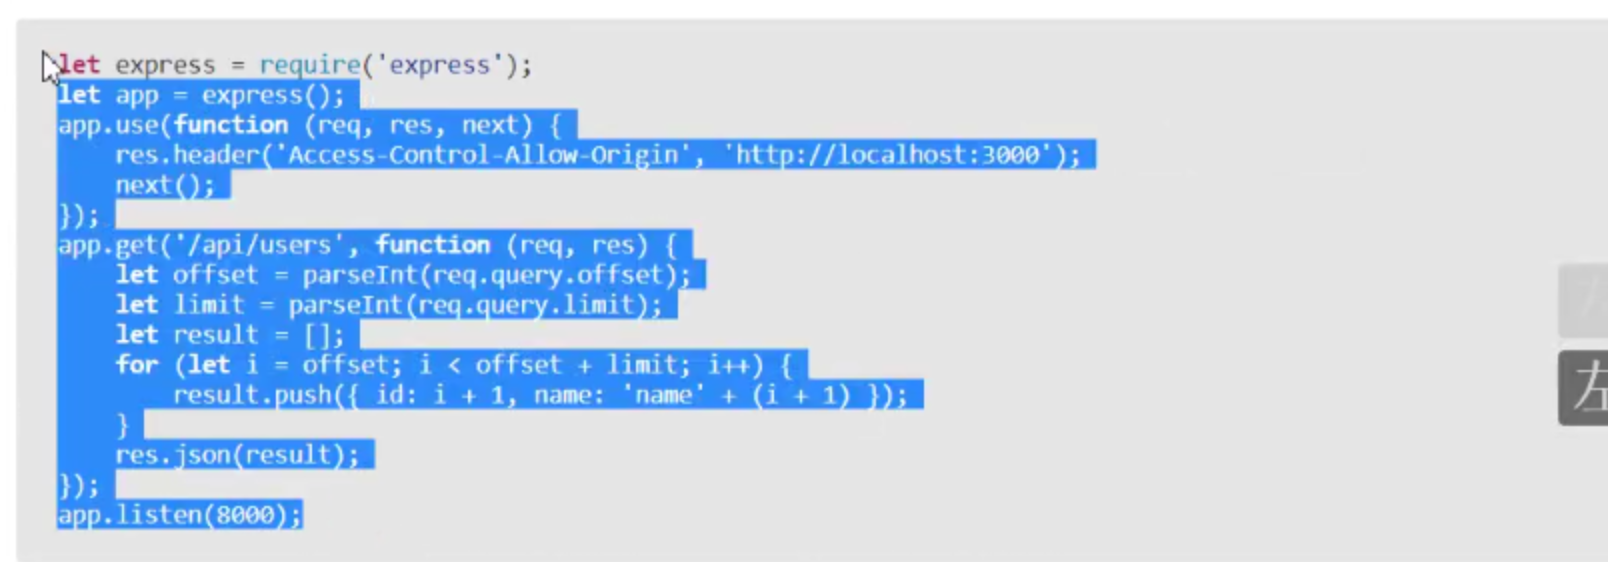 let express = require('express');
let app = express();
app.use(function (req, res, next) {
    res.header('Access-Control-Allow-Origin', 'http://localhost:3000');
    next();
});
app.get('/api/users', function (req, res) {
    let offset = parseInt(req.query.offset);
    let limit = parseInt(req.query.limit);
    let result = [];
    for (let i = offset; i < offset + limit; i++) {
        result.push({ id: i + 1, name: 'name' + (i + 1) });
    }
    res.json(result);
});
app.listen(8000);
左